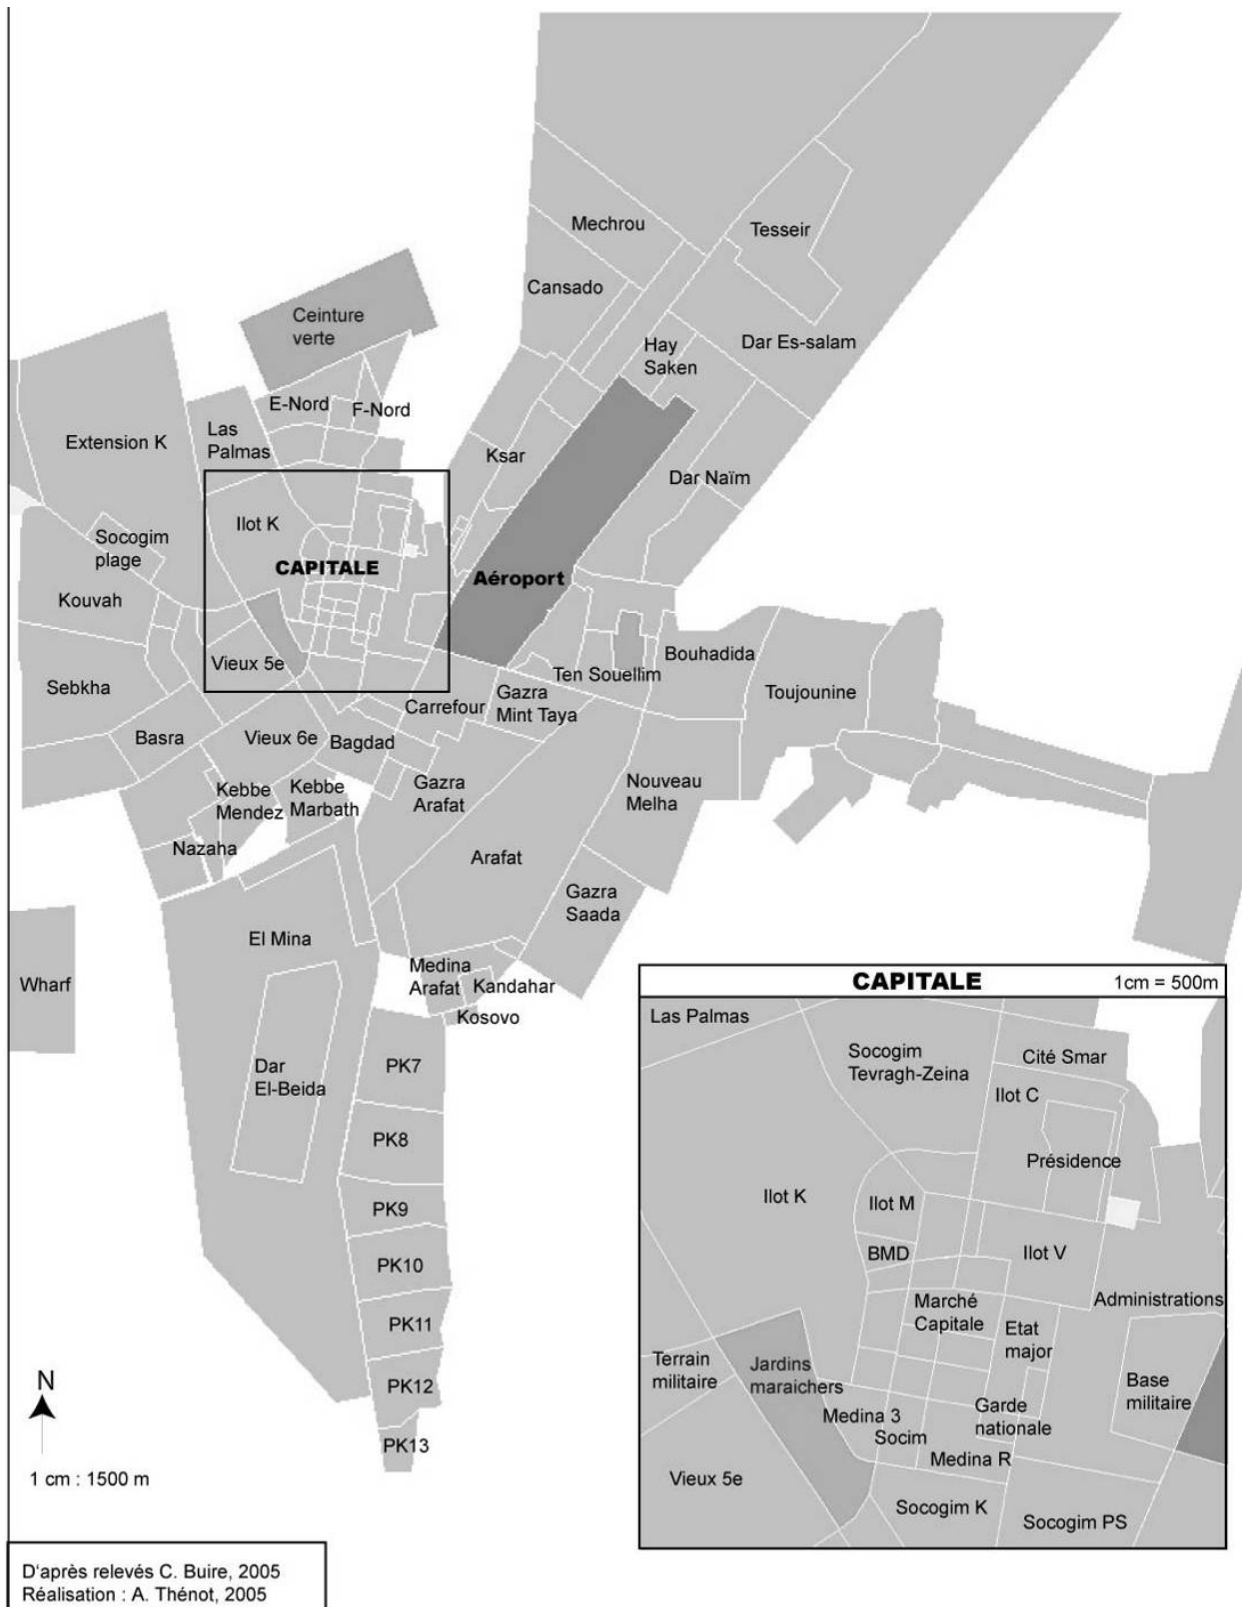 Mechrou
Tesseir
Cansado
Ceinture
verte
Hay
Saken
Dar Es-salam
E-Nord
F-Nord
Extension K
Las
Palmas
Ksar
Dar Naïm
Ilot K
Socogim
plage
CAPITALE
Aéroport
Kouvah
Vieux 5e
Ten Souellim
Bouhadida
Sebkha
Toujounine
Carrefour
Gazra
Mint Taya
Basra
Vieux 6e
Bagdad
Kebbe
Mendez
Kebbe
Marbath
Gazra
Arafat
Nouveau
Melha
Nazaha
Arafat
Gazra
Saada
El Mina
Wharf
Medina
Arafat
Kandahar
Kosovo
Dar
El-Beida
PK7
PK8
PK9
PK10
PK11
PK12
PK13
N
1 cm : 1500 m
CAPITALE
1cm = 500m
Las Palmas
Socogim
Tevragh-Zeina
Cité Smar
Ilot C
Présidence
Ilot K
Ilot M
BMD
Ilot V
Marché
Capitale
Administrations
Etat
major
Terrain
militaire
Jardins
maraichers
Base
militaire
Medina 3
Socim
Garde
nationale
Medina R
Vieux 5e
Socogim K
Socogim PS
D'après relevés C. Buire, 2005
Réalisation : A. Thénot, 2005